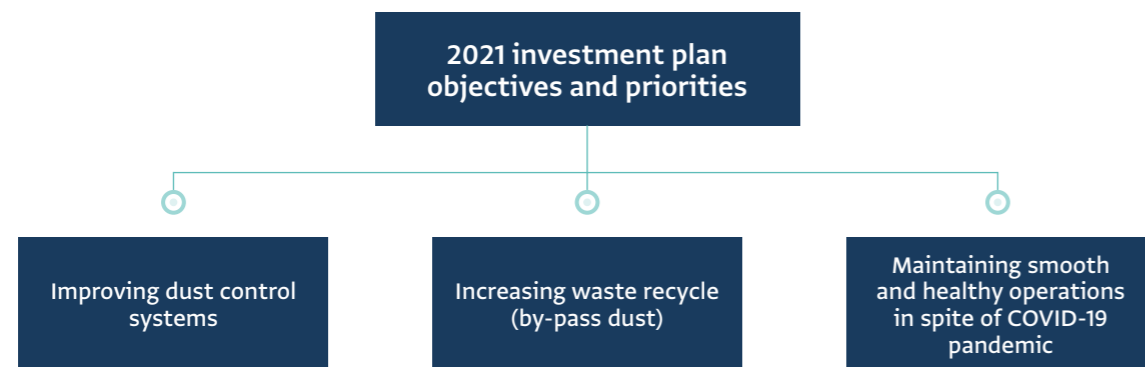 2021 investment plan
objectives and priorities
Improving dust control
systems
Increasing waste recycle
(by-pass dust)
Maintaining smooth
and healthy operations
in spite of COVID-19
pandemic